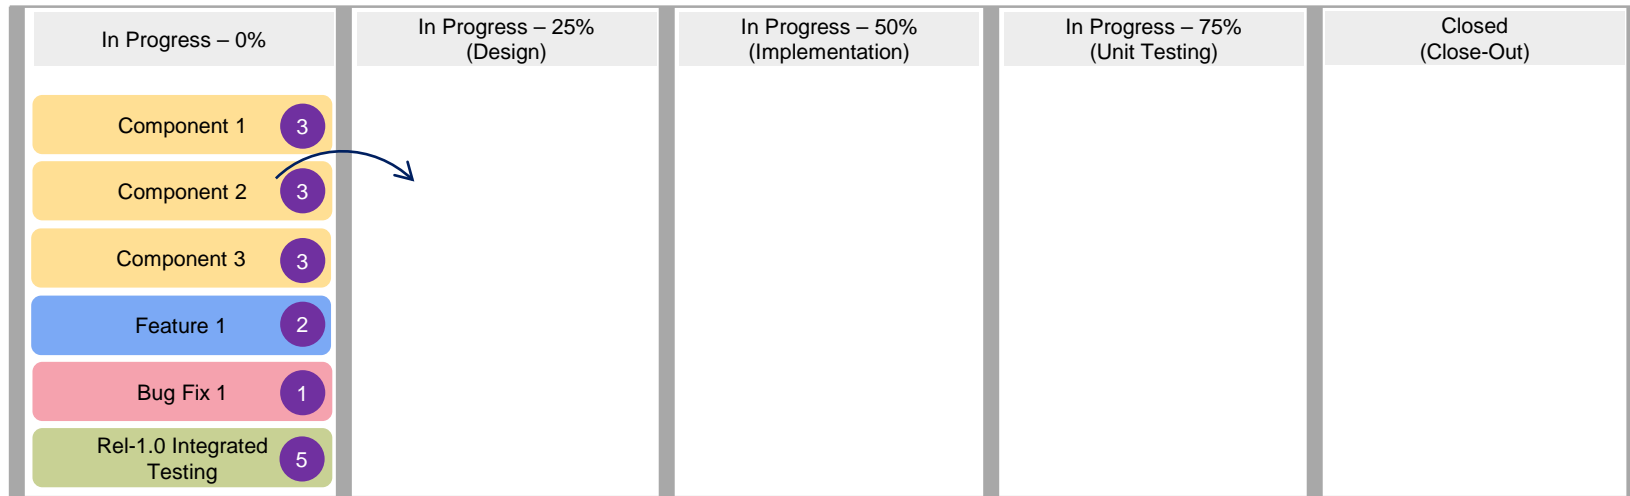 In Progress – 0%
In Progress – 25%
(Design)
In Progress – 50%
(Implementation)
In Progress – 75%
(Unit Testing)
Closed
(Close-Out)
Component 1
3
Component 2
3
Component 3
3
Feature 1
2
Bug Fix 1
1
Rel-1.0 Integrated
Testing
5